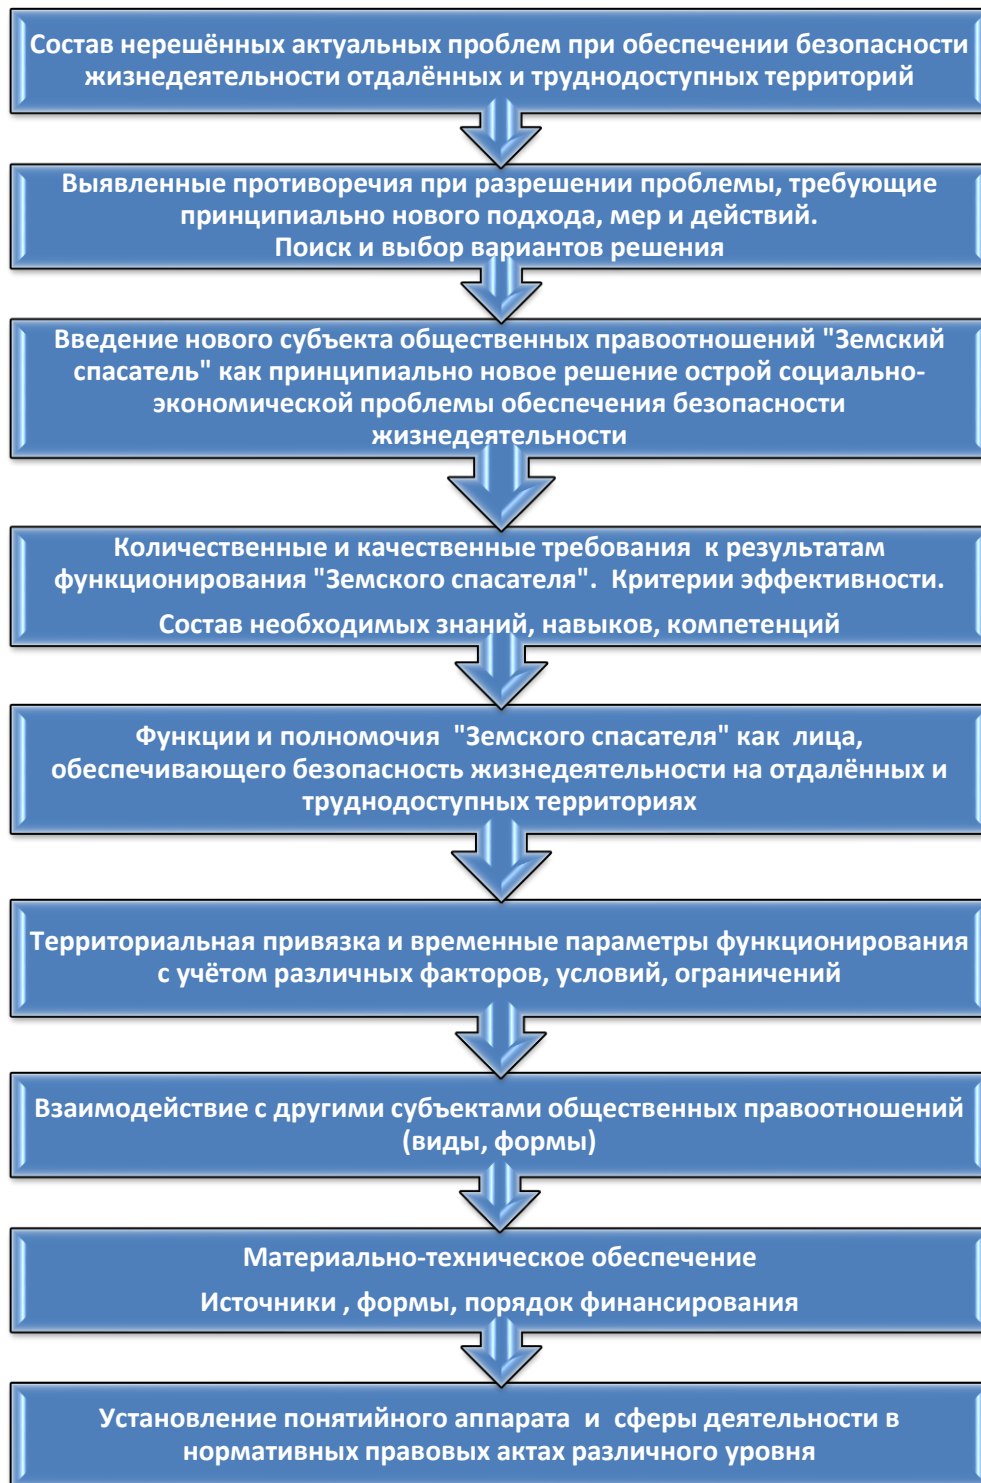 Состав нерешённых актуальных проблем при обеспечении безопасности
жизнедеятельности отдалённых и труднодоступных территорий
Выявленные противоречия при разрешении проблемы, требующие
принципиально нового подхода, мер и действий.
Поиск и выбор вариантов решения
Введение нового субъекта общественных правоотношений "Земский
спасатель" как принципиально новое решение острой социально-
экономической проблемы обеспечения безопасности
жизнедеятельности
Количественные и качественные требования к результатам
функционирования "Земского спасателя". Критерии эффективности.
Состав необходимых знаний, навыков, компетенций
Функции и полномочия "Земского спасателя" как лица,
обеспечивающего безопасность жизнедеятельности на отдалённых и
труднодоступных территориях
Территориальная привязка и временные параметры функционирования
с учётом различных факторов, условий, ограничений
Взаимодействие с другими субъектами общественных правоотношений
(виды, формы)
Материально-техническое обеспечение
Источники , формы, порядок финансирования
Установление понятийного аппарата и сферы деятельности в
нормативных правовых актах различного уровня